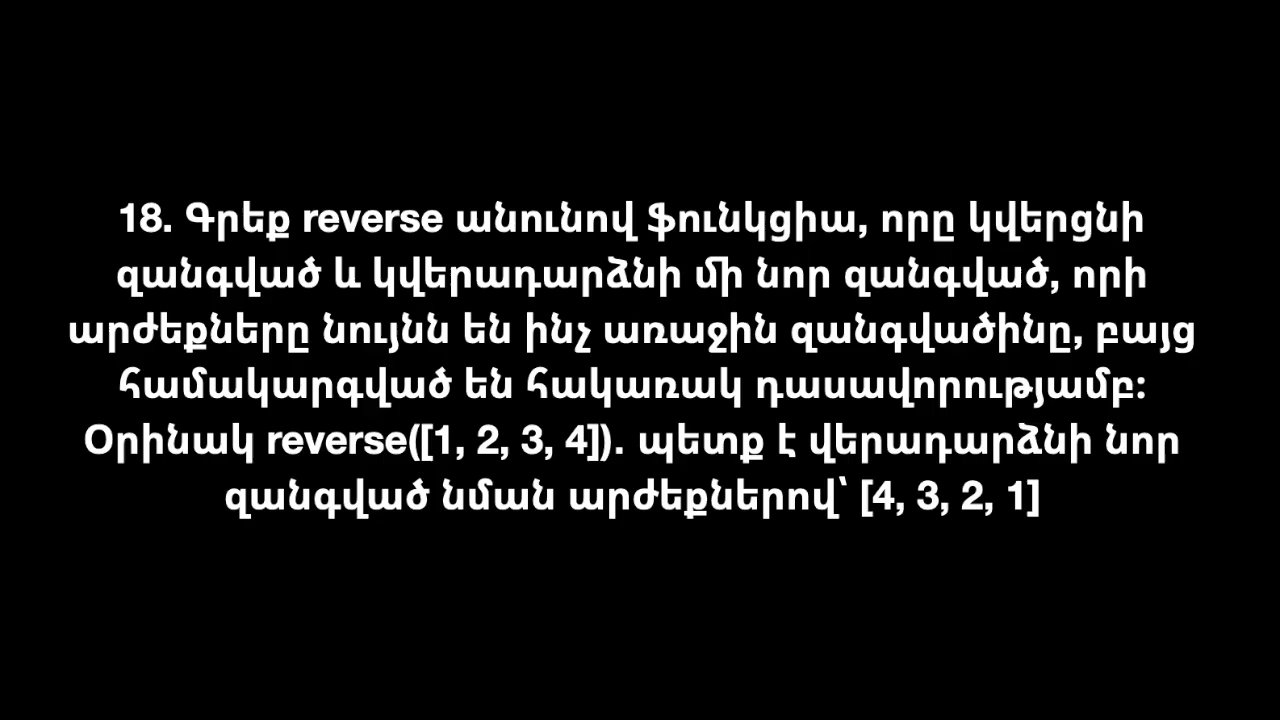 18. Գրեք reverse անունով ֆունկցիա, որը կվերցնի
զանգված և կվերադարձնի մի նոր զանգված, որի
արժեքները նույնն են ինչ առաջին զանգվածինը, բայց
համակարգված են հակառակ դասավորությամբ։
Օրինակ reverse([1, 2, 3, 4]). պետք է վերադարձնի նոր
զանգված նման արժեքներով՝ [4, 3, 2, 1]